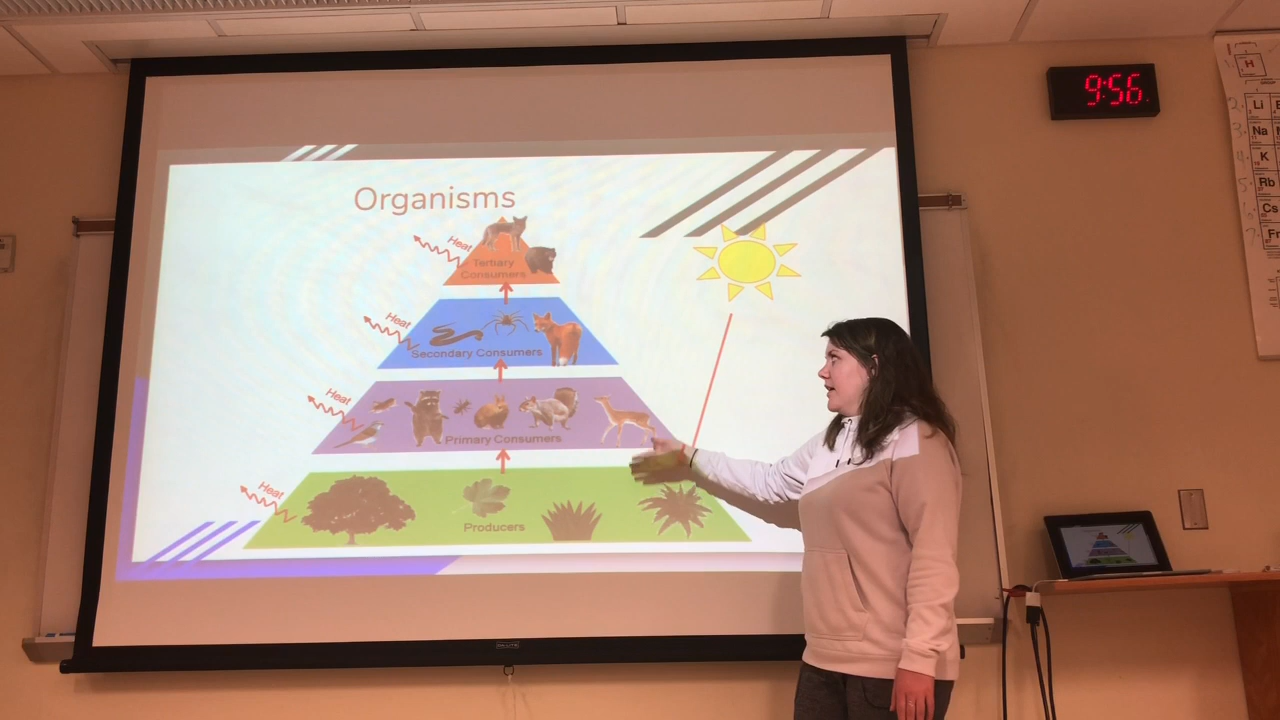 Organisms
Heat
Tertiary
Consumers
Heat
Secondary Consumers
Heat
Primary Consumers
Heat
Producers
9:56
H
Li
Na
K
Rb
Cs
Fr